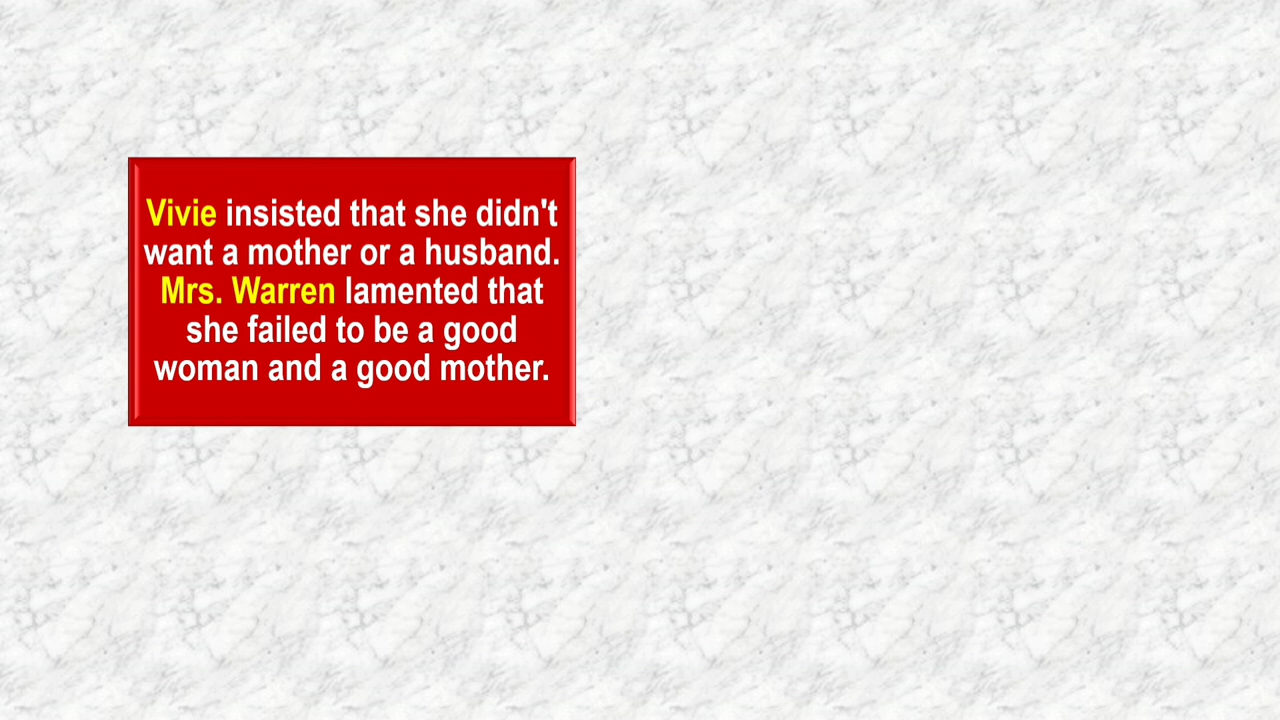 Vivie insisted that she didn't
want a mother or a husband.
Mrs. Warren lamented that
she failed to be a good
woman and a good mother.